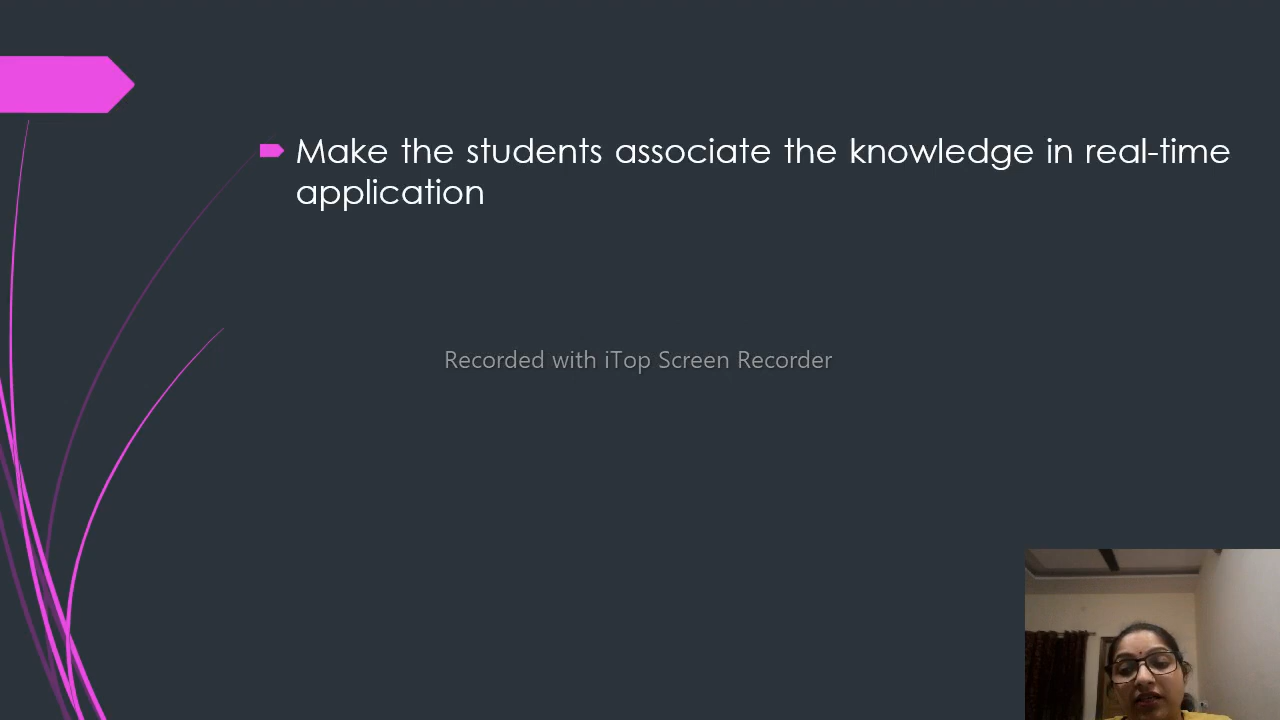 Make the students associate the knowledge in real-time
application
Recorded with iTop Screen Recorder